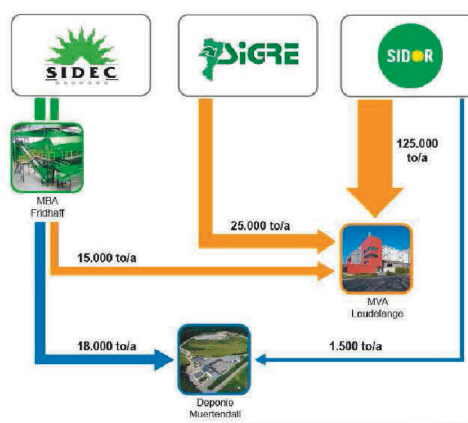 SIDEC
SIGRE
SIDOR
125.000
to/a
MBA
Fridhaff
25.000 to/a
15.000 to/a
MVA
Leudelange
18.000 to/a
1.500 to/a
Deponie
Muertendall